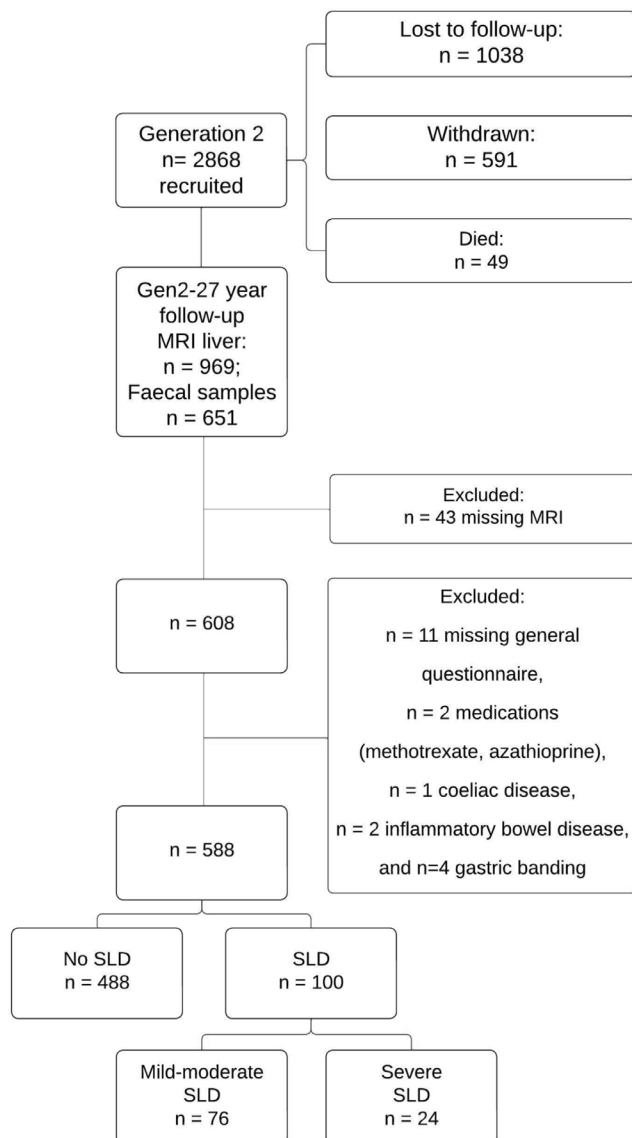 Lost to follow-up:
n = 1038
Generation 2
n= 2868
recruited
Withdrawn:
n = 591
Died:
n = 49
Gen2-27 year
follow-up
MRI liver:
n = 969;
Faecal samples
n = 651
Excluded:
n = 43 missing MRI
n = 608
Excluded:
n = 11 missing general
questionnaire,
n = 2 medications
(methotrexate, azathioprine),
n = 1 coeliac disease,
n = 2 inflammatory bowel disease,
and n=4 gastric banding
n = 588
No SLD
n = 488
SLD
n = 100
Mild-moderate
SLD
n = 76
Severe
SLD
n = 24